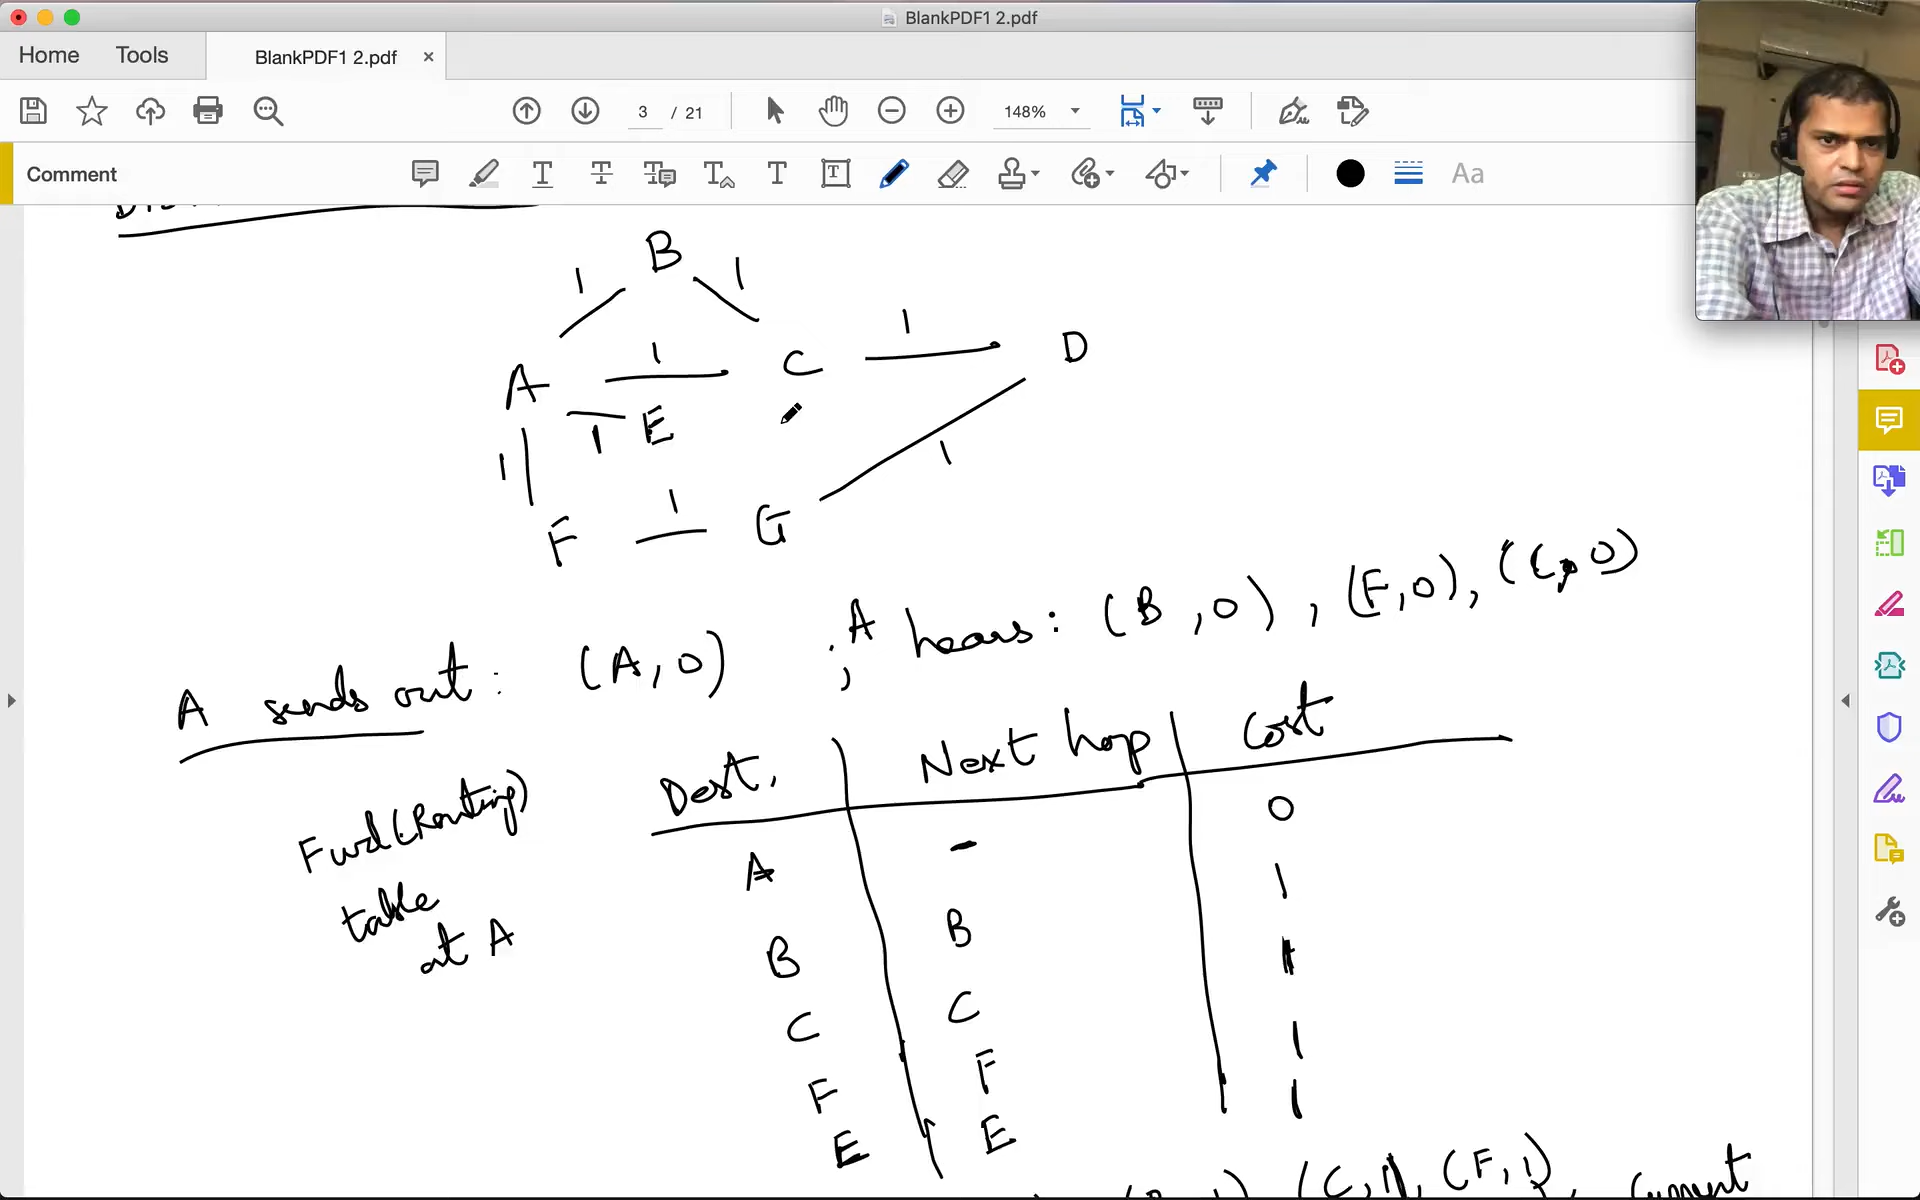 BlankPDF1 2.pdf
Home Tools BlankPDF1 2.pdf ×
3 / 21 148%
Comment Aa
B
1 1
1
1 D
A C
1 E
1
1 1
F G
A sends out: (A, 0) ; A hears: (B, 0), (F, 0), (C, 0)
Dest. Next hop Cost
Fwd (Routing)
table
at A
A - 0
B B 1
C C 1
F F 1
E E 1
(C, 1), (F, 1), Current